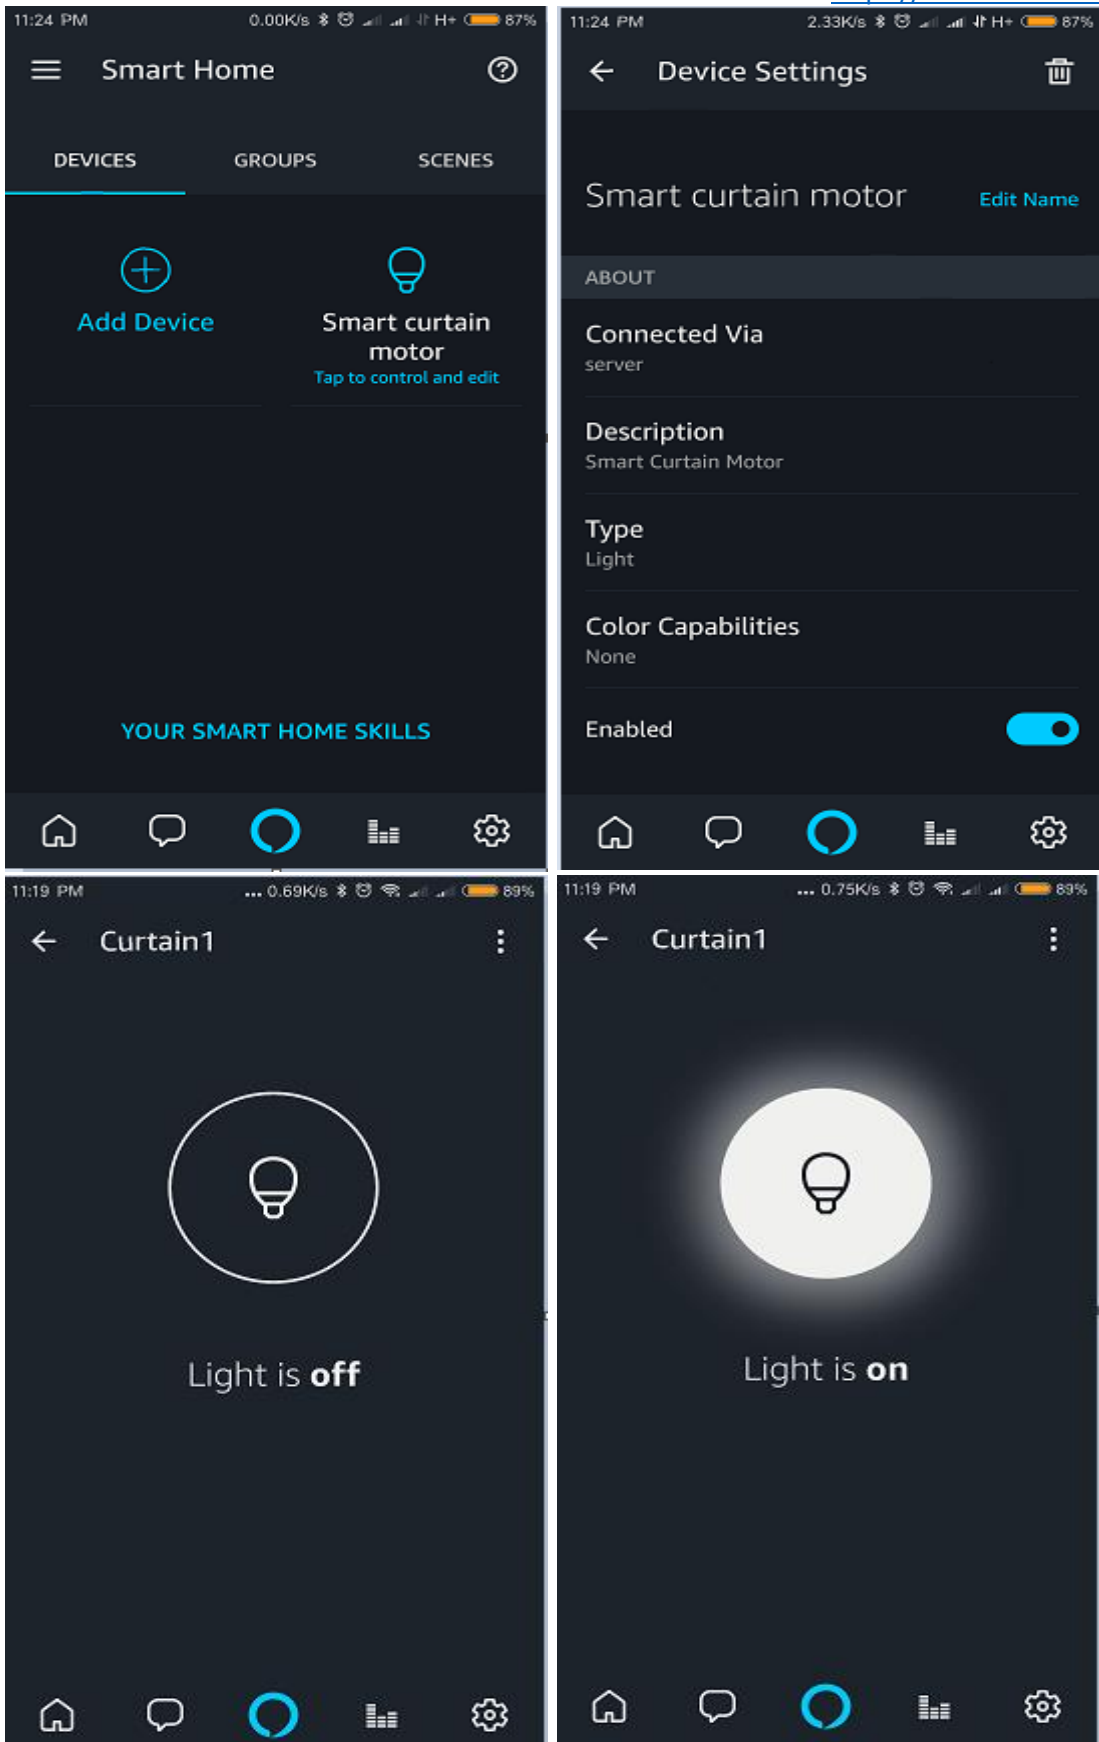 11:24 PM 0.00K/s H+ 87%
Smart Home
DEVICES GROUPS SCENES
Add Device
Smart curtain
motor
Tap to control and edit
YOUR SMART HOME SKILLS
11:24 PM 2.33K/s H+ 87%
Device Settings
Smart curtain motor Edit Name
ABOUT
Connected Via
server
Description
Smart Curtain Motor
Type
Light
Color Capabilities
None
Enabled
11:19 PM ... 0.69K/s 89%
Curtain1
Light is off
11:19 PM ... 0.75K/s 89%
Curtain1
Light is on